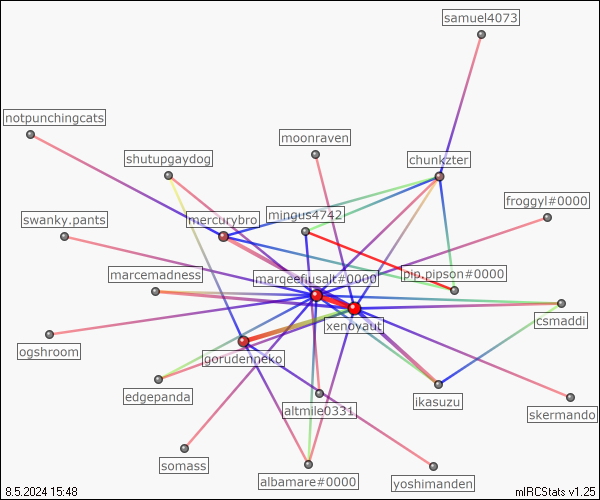 samuel4073
notpunchingcats
moonraven
shutupgaydog
chunkzter
froggyl#0000
swanky.pants
mercurybro
mingus4742
marcemadness
marqeefiusalt#0000
pip.pipson#0000
csmaddi
xenoyaut
ogshroom
gorudenneko
edgepanda
altmile0331
ikasuzu
skermando
somass
albamare#0000
yoshimanden
8.5.2024 15:48
mIRCStats v1.25